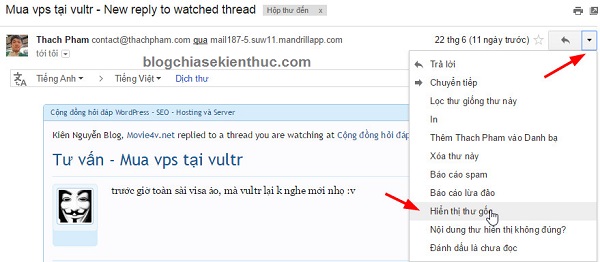 Mua vps tại vultr - New reply to watched thread
Hộp thư đến x
Thach Pham contact@thachpham.com qua mail187-5.suw11.mandrillapp.com
22 thg 6 (11 ngày trước)
tới tôi
blogchiasekienthuc.com
Tiếng Anh > Tiếng Việt Dịch thư
Trả lời
Chuyển tiếp
Lọc thư giống thư này
In
Thêm Thach Pham vào Danh bạ
Xóa thư này
Báo cáo spam
Báo cáo lừa đảo
Hiển thị thư gốc
Nội dung thư hiển thị không đúng?
Đánh dấu là chưa đọc
Cộng đồng hỏi đáp WordPress - SEO - Hosting và Server
Kiên Nguyễn Blog, Movie4v.net replied to a thread you are watching at Cộng đồng hỏi đáp
Tư vấn - Mua vps tại vultr
trước giờ toàn sài visa áo, mà vultr lại k nghe mới nhọ :v